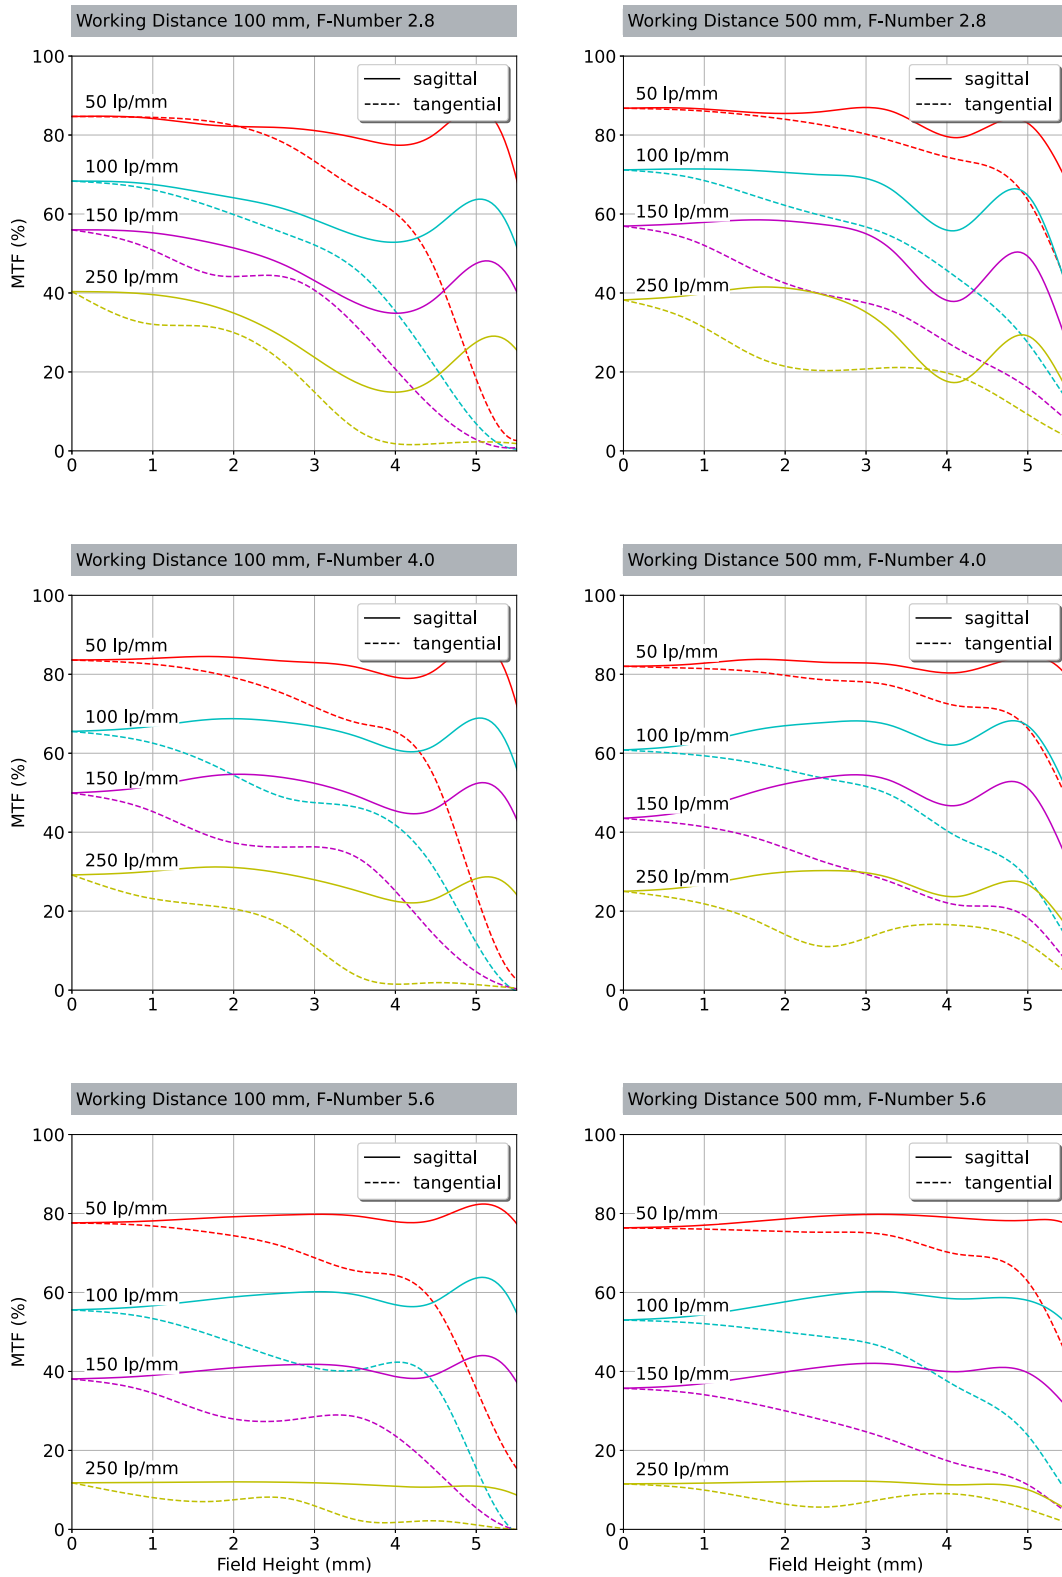 Working Distance 100 mm, F-Number 2.8
MTF (%)
100
80
60
40
20
0
0 1 2 3 4 5
50 lp/mm
100 lp/mm
150 lp/mm
250 lp/mm
sagittal
tangential
Working Distance 500 mm, F-Number 2.8
100
80
60
40
20
0
0 1 2 3 4 5
50 lp/mm
100 lp/mm
150 lp/mm
250 lp/mm
sagittal
tangential
Working Distance 100 mm, F-Number 4.0
MTF (%)
100
80
60
40
20
0
0 1 2 3 4 5
50 lp/mm
100 lp/mm
150 lp/mm
250 lp/mm
sagittal
tangential
Working Distance 500 mm, F-Number 4.0
100
80
60
40
20
0
0 1 2 3 4 5
50 lp/mm
100 lp/mm
150 lp/mm
250 lp/mm
sagittal
tangential
Working Distance 100 mm, F-Number 5.6
MTF (%)
100
80
60
40
20
0
0 1 2 3 4 5
Field Height (mm)
50 lp/mm
100 lp/mm
150 lp/mm
250 lp/mm
sagittal
tangential
Working Distance 500 mm, F-Number 5.6
100
80
60
40
20
0
0 1 2 3 4 5
Field Height (mm)
50 lp/mm
100 lp/mm
150 lp/mm
250 lp/mm
sagittal
tangential